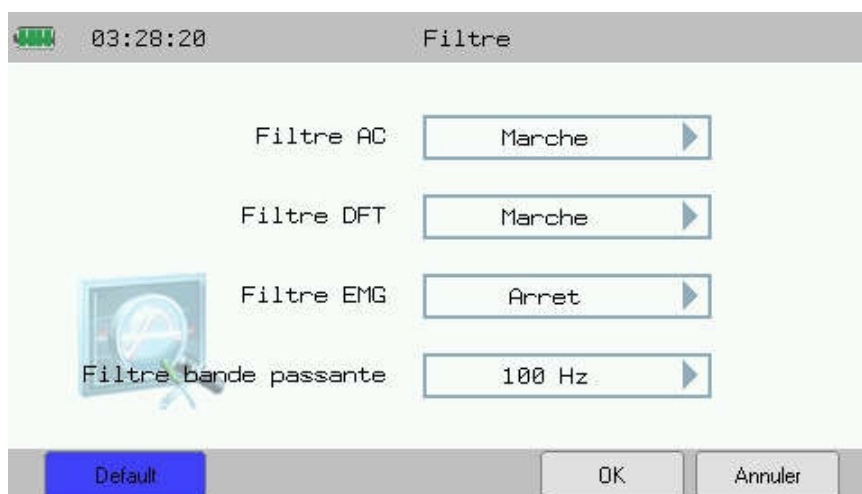 03:28:20 Filtre
Filtre AC Marche
Filtre DFT Marche
Filtre EMG Arret
Filtre bande passante 100 Hz
Default OK Annuler